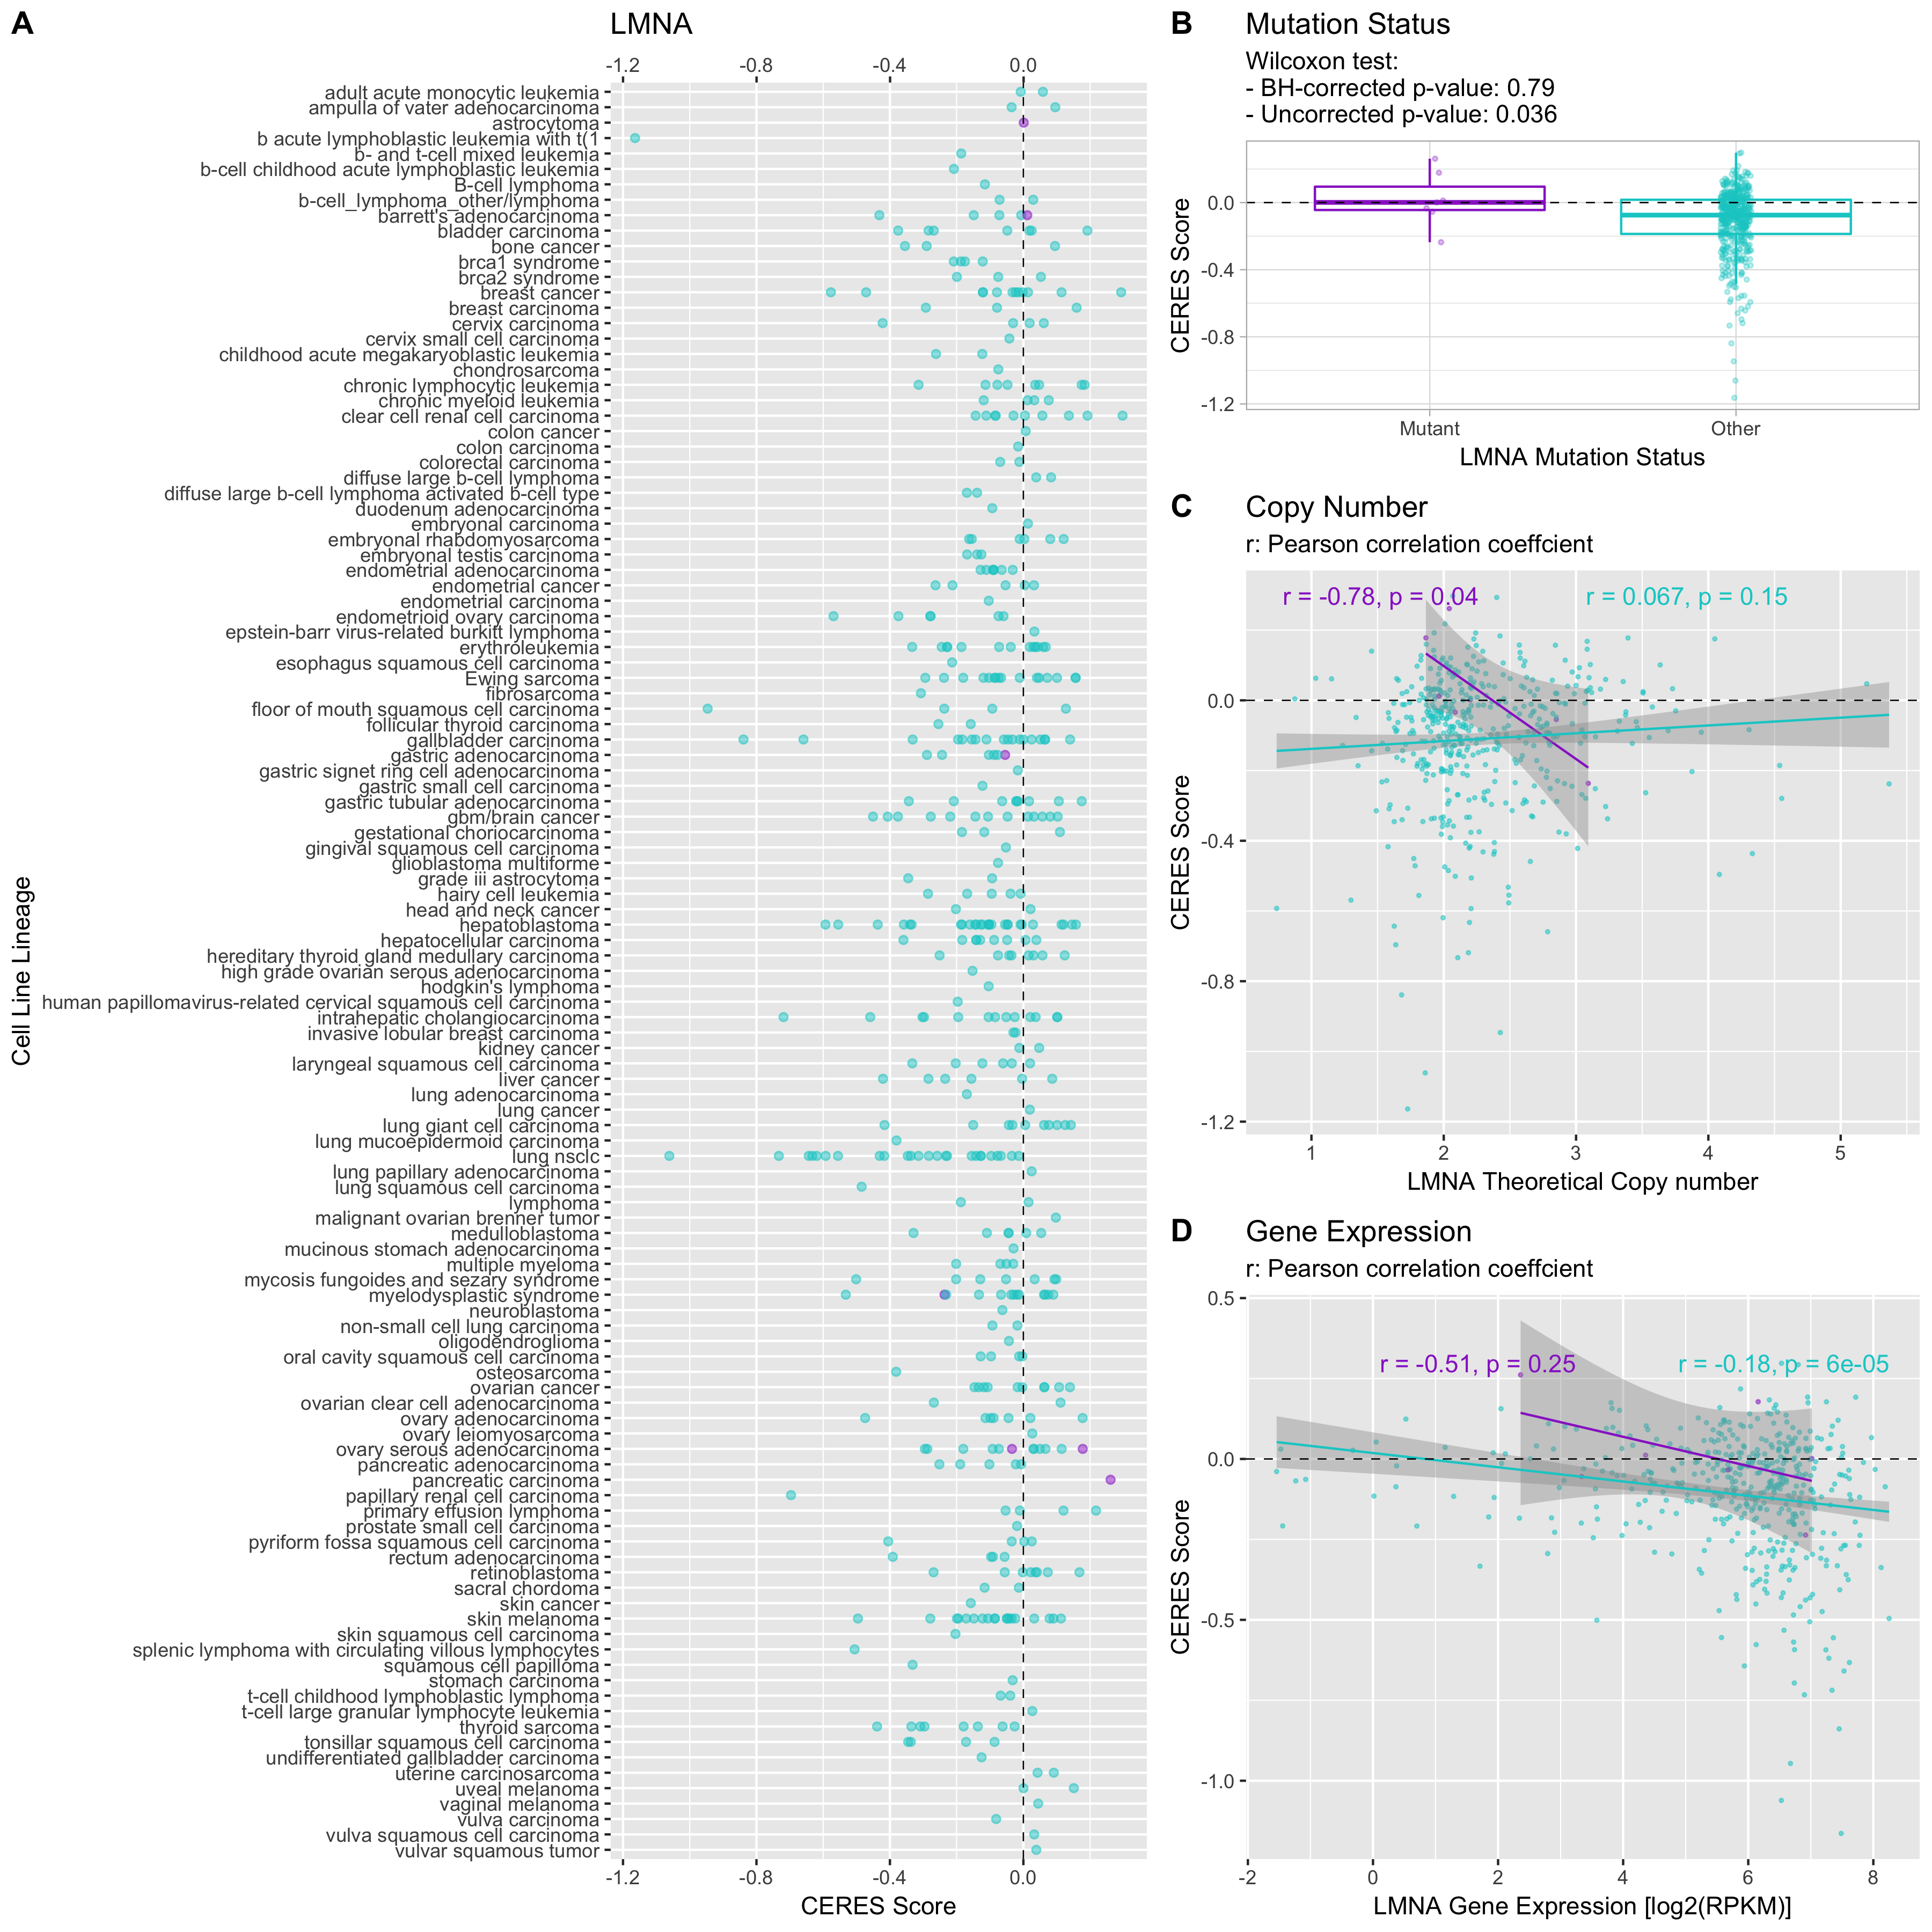 A
LMNA
-1.2 -0.8 -0.4 0.0
adult acute monocytic leukemia
ampulla of vater adenocarcinoma
astrocytoma
b acute lymphoblastic leukemia with t(1
b- and t-cell mixed leukemia
b-cell childhood acute lymphoblastic leukemia
B-cell lymphoma
b-cell_lymphoma_other/lymphoma
barrett's adenocarcinoma
bladder carcinoma
bone cancer
brca1 syndrome
brca2 syndrome
breast cancer
breast carcinoma
cervix carcinoma
cervix small cell carcinoma
childhood acute megakaryoblastic leukemia
chondrosarcoma
chronic lymphocytic leukemia
chronic myeloid leukemia
clear cell renal cell carcinoma
colon cancer
colon carcinoma
colorectal carcinoma
diffuse large b-cell lymphoma
diffuse large b-cell lymphoma activated b-cell type
duodenum adenocarcinoma
embryonal carcinoma
embryonal rhabdomyosarcoma
embryonal testis carcinoma
endometrial adenocarcinoma
endometrial cancer
endometrial carcinoma
endometrioid ovary carcinoma
epstein-barr virus-related burkitt lymphoma
erythroleukemia
esophagus squamous cell carcinoma
Ewing sarcoma
fibrosarcoma
floor of mouth squamous cell carcinoma
follicular thyroid carcinoma
gallbladder carcinoma
gastric adenocarcinoma
gastric signet ring cell adenocarcinoma
gastric small cell carcinoma
gastric tubular adenocarcinoma
gbm/brain cancer
gestational choriocarcinoma
gingival squamous cell carcinoma
glioblastoma multiforme
grade iii astrocytoma
hairy cell leukemia
head and neck cancer
hepatoblastoma
hepatocellular carcinoma
hereditary thyroid gland medullary carcinoma
high grade ovarian serous adenocarcinoma
hodgkin's lymphoma
human papillomavirus-related cervical squamous cell carcinoma
intrahepatic cholangiocarcinoma
invasive lobular breast carcinoma
kidney cancer
laryngeal squamous cell carcinoma
liver cancer
lung adenocarcinoma
lung cancer
lung giant cell carcinoma
lung mucoepidermoid carcinoma
lung nsclc
lung papillary adenocarcinoma
lung squamous cell carcinoma
lymphoma
malignant ovarian brenner tumor
medulloblastoma
mucinous stomach adenocarcinoma
multiple myeloma
mycosis fungoides and sezary syndrome
myelodysplastic syndrome
neuroblastoma
non-small cell lung carcinoma
oligodendroglioma
oral cavity squamous cell carcinoma
osteosarcoma
ovarian cancer
ovarian clear cell adenocarcinoma
ovary adenocarcinoma
ovary leiomyosarcoma
ovary serous adenocarcinoma
pancreatic adenocarcinoma
pancreatic carcinoma
papillary renal cell carcinoma
primary effusion lymphoma
prostate small cell carcinoma
pyriform fossa squamous cell carcinoma
rectum adenocarcinoma
retinoblastoma
sacral chordoma
skin cancer
skin melanoma
skin squamous cell carcinoma
splenic lymphoma with circulating villous lymphocytes
squamous cell papilloma
stomach carcinoma
t-cell childhood lymphoblastic lymphoma
t-cell large granular lymphocyte leukemia
thyroid sarcoma
tonsillar squamous cell carcinoma
undifferentiated gallbladder carcinoma
uterine carcinosarcoma
uveal melanoma
vaginal melanoma
vulva carcinoma
vulva squamous cell carcinoma
vulvar squamous tumor
-1.2 -0.8 -0.4 0.0
CERES Score
Cell Line Lineage
B
Mutation Status
Wilcoxon test:
- BH-corrected p-value: 0.79
- Uncorrected p-value: 0.036
0.0
-0.4
-0.8
-1.2
CERES Score
Mutant Other
LMNA Mutation Status
C
Copy Number
r: Pearson correlation coeffcient
r = -0.78, p = 0.04 r = 0.067, p = 0.15
0.0
-0.4
-0.8
-1.2
CERES Score
1 2 3 4 5
LMNA Theoretical Copy number
D
Gene Expression
r: Pearson correlation coeffcient
r = -0.51, p = 0.25 r = -0.18, p = 6e-05
0.5
0.0
-0.5
-1.0
CERES Score
-2 0 2 4 6 8
LMNA Gene Expression [log2(RPKM)]